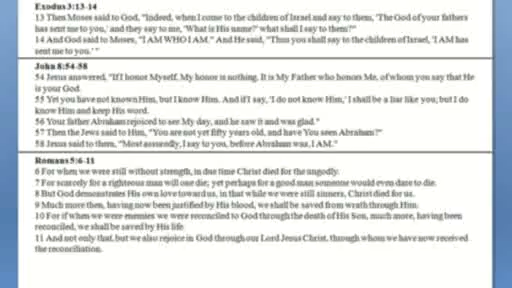 Exodus 3:13-14
13 Then Moses said to God, "Indeed, when I come to the children of Israel and say to them, 'The God of your fathers
has sent me to you,' and they say to me, 'What is His name?' what shall I say to them?"
14 And God said to Moses, "I AM WHO I AM." And He said, "Thus you shall say to the children of Israel, 'I AM has
sent me to you.' "
John 8:54-58
54 Jesus answered, "If I honor Myself, My honor is nothing. It is My Father who honors Me, of whom you say that He
is your God.
55 Yet you have not known Him, but I know Him. And if I say, 'I do not know Him,' I shall be a liar like you; but I do
know Him and keep His word.
56 Your father Abraham rejoiced to see My day, and he saw it and was glad."
57 Then the Jews said to Him, "You are not yet fifty years old, and have You seen Abraham?"
58 Jesus said to them, "Most assuredly, I say to you, before Abraham was, I AM."
Romans 5:6-11
6 For when we were still without strength, in due time Christ died for the ungodly.
7 For scarcely for a righteous man will one die; yet perhaps for a good man someone would even dare to die.
8 But God demonstrates His own love toward us, in that while we were still sinners, Christ died for us.
9 Much more then, having now been justified by His blood, we shall be saved from wrath through Him.
10 For if when we were enemies we were reconciled to God through the death of His Son, much more, having been
reconciled, we shall be saved by His life.
11 And not only that, but we also rejoice in God through our Lord Jesus Christ, through whom we have now received
the reconciliation.